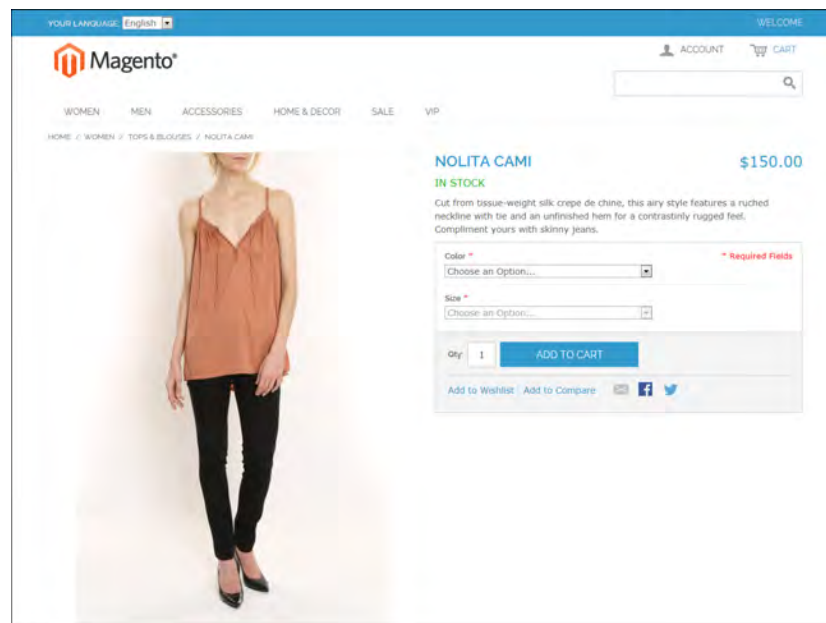 YOUR LANGUAGE: English
WELCOME
Magento®
ACCOUNT
CART
WOMEN MEN ACCESSORIES HOME & DECOR SALE VIP
HOME / WOMEN / TOPS & BLOUSES / NOLITA CAMI
NOLITA CAMI $150.00
IN STOCK
Cut from tissue-weight silk crepe de chine, this airy style features a ruched
neckline with tie and an unfinished hem for a contrastinly rugged feel.
Compliment yours with skinny jeans.
Color * * Required Fields
Choose an Option...
Size *
Choose an Option...
Qty: 1 ADD TO CART
Add to Wishlist Add to Compare